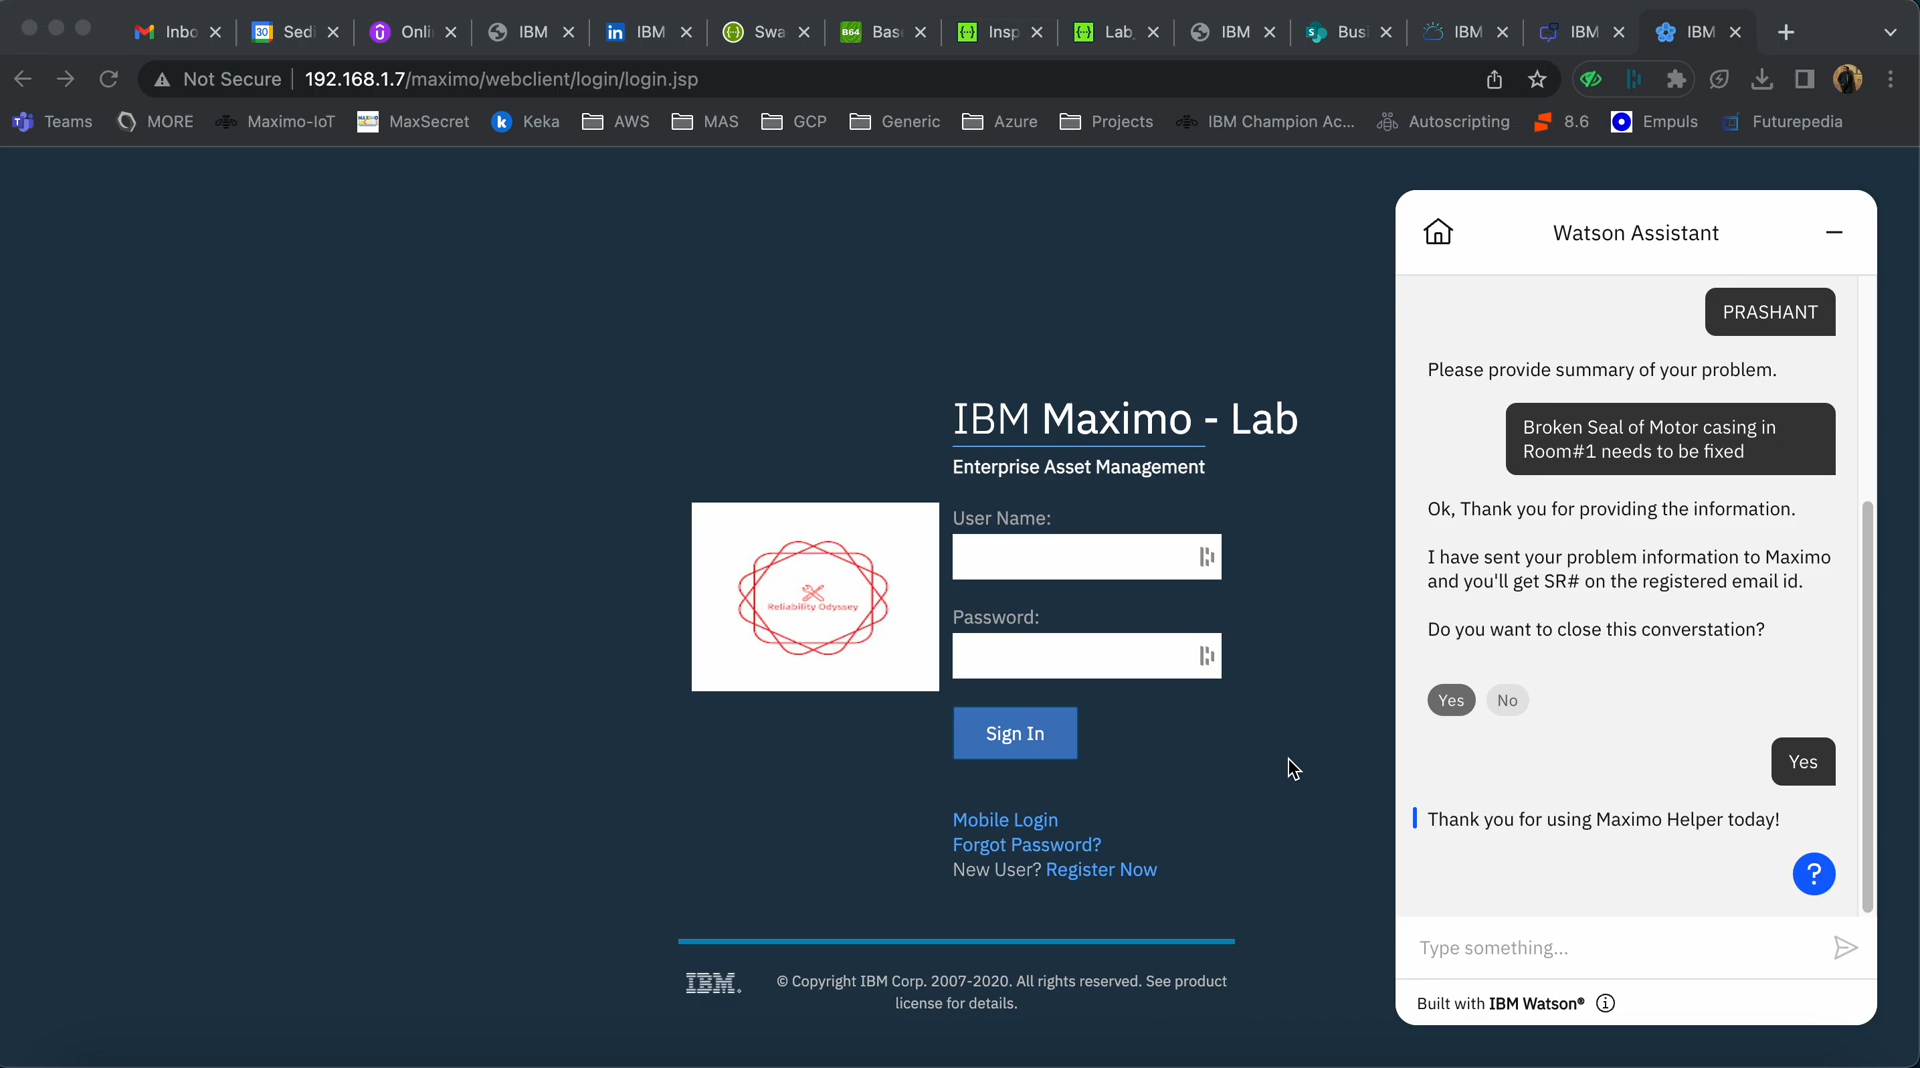 Inbo
30
Sedi
Onli
IBM
in
IBM
Swa
B64
Bas
Insp
Lab_
IBM
Busi
IBM
IBM
IBM
Not Secure
192.168.1.7/maximo/webclient/login/login.jsp
Teams
MORE
Maximo-IoT
MaxSecret
Keka
AWS
MAS
GCP
Generic
Azure
Projects
IBM Champion Ac...
Autoscripting
8.6
Empuls
Futurepedia
IBM Maximo - Lab
Enterprise Asset Management
Reliability Odyssey
User Name:
Password:
Sign In
Mobile Login
Forgot Password?
New User? Register Now
IBM.
© Copyright IBM Corp. 2007-2020. All rights reserved. See product
license for details.
Watson Assistant
PRASHANT
Please provide summary of your problem.
Broken Seal of Motor casing in
Room#1 needs to be fixed
Ok, Thank you for providing the information.
I have sent your problem information to Maximo
and you'll get SR# on the registered email id.
Do you want to close this converstation?
Yes
No
Yes
Thank you for using Maximo Helper today!
?
Type something...
Built with IBM Watson®